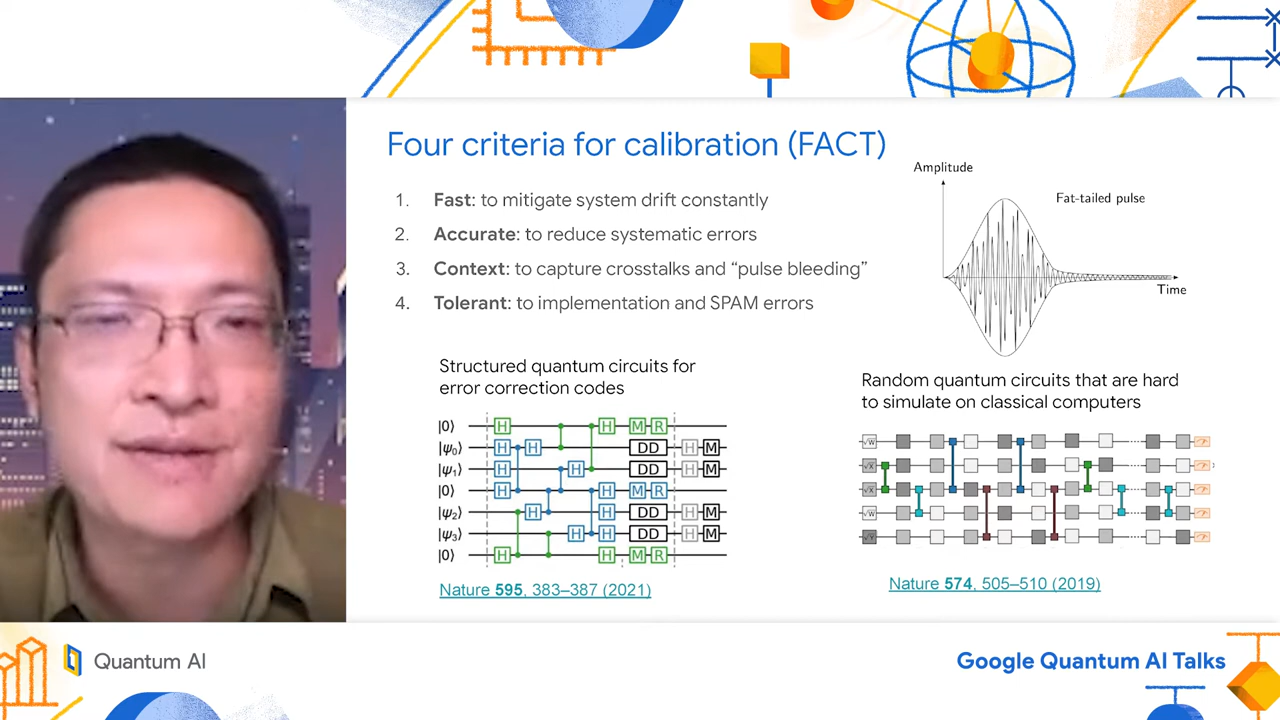 Four criteria for calibration (FACT)
1. Fast: to mitigate system drift constantly
2. Accurate: to reduce systematic errors
3. Context: to capture crosstalks and “pulse bleeding”
4. Tolerant: to implementation and SPAM errors
Amplitude
Fat-tailed pulse
Time
Structured quantum circuits for
error correction codes
|0⟩ H H M R
|ψ₀⟩ H H DD H M
|ψ₁⟩ H H DD H M
|0⟩ H H M R
|ψ₂⟩ H H DD H M
|ψ₃⟩ H H DD H M
|0⟩ H H M R
Nature 595, 383–387 (2021)
Random quantum circuits that are hard
to simulate on classical computers
√W
√X
√X
√W
√Y
Nature 574, 505–510 (2019)
Quantum AI
Google Quantum AI Talks